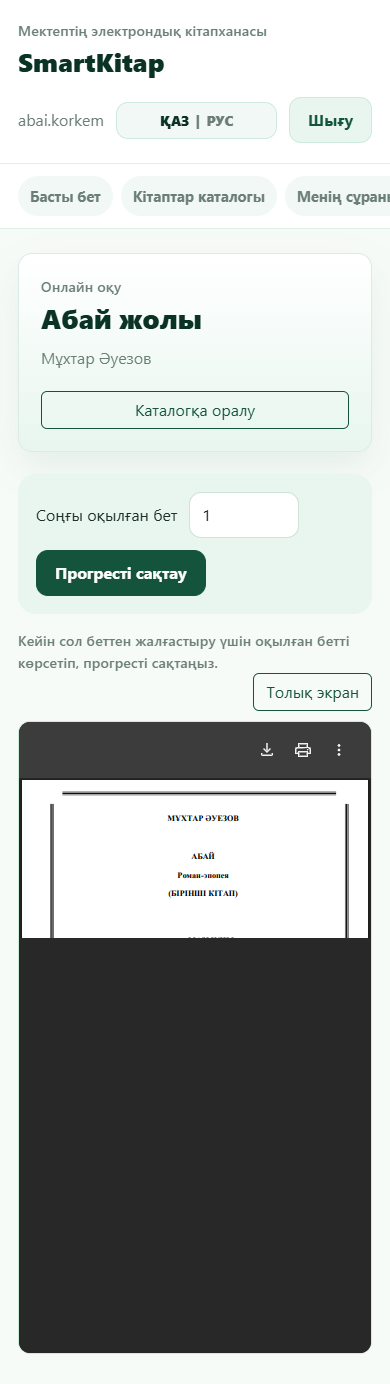 Мектептің электрондық кітапханасы
SmartKitap
abai.korkem
ҚАЗ | РУС
Шығу
Басты бет
Кітаптар каталогы
Менің сұран
Онлайн оқу
Абай жолы
Мұхтар Әуезов
Каталогқа оралу
Соңғы оқылған бет
1
Прогресті сақтау
Кейін сол беттен жалғастыру үшін оқылған бетті
көрсетіп, прогресті сақтаңыз.
Толық экран
МҰХТАР ӘУЕЗОВ
АБАЙ
Роман-эпопея
(БІРІНШІ КІТАП)